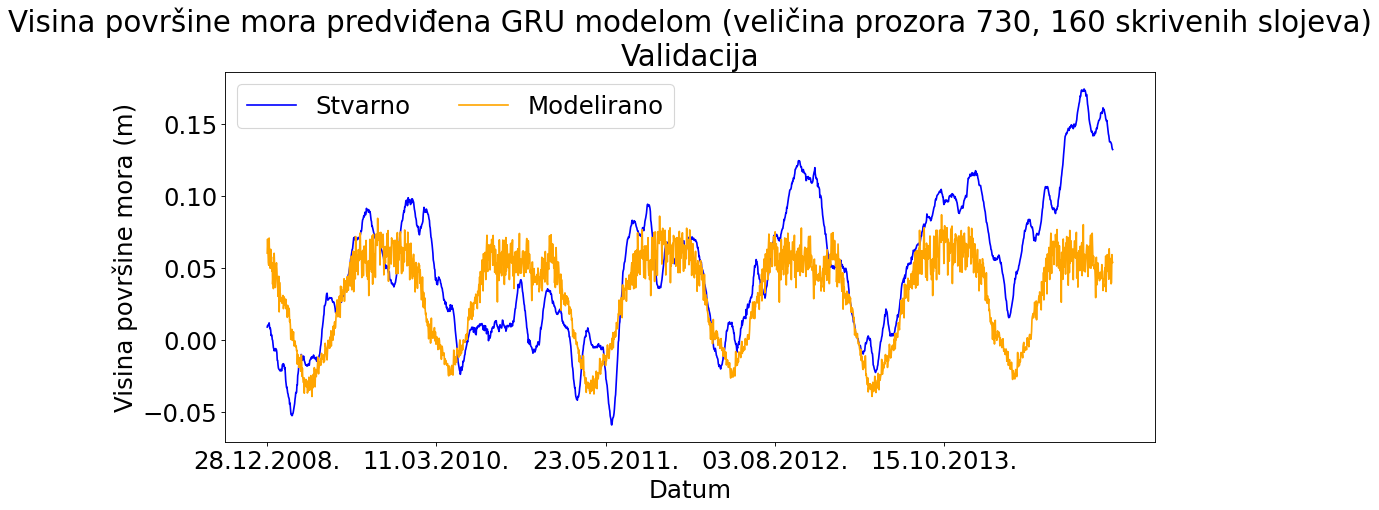 Visina površine mora predviđena GRU modelom (veličina prozora 730, 160 skrivenih slojeva)
Validacija
Stvarno
Modelirano
Visina površine mora (m)
0.15
0.10
0.05
0.00
−0.05
28.12.2008.
11.03.2010.
23.05.2011.
03.08.2012.
15.10.2013.
Datum